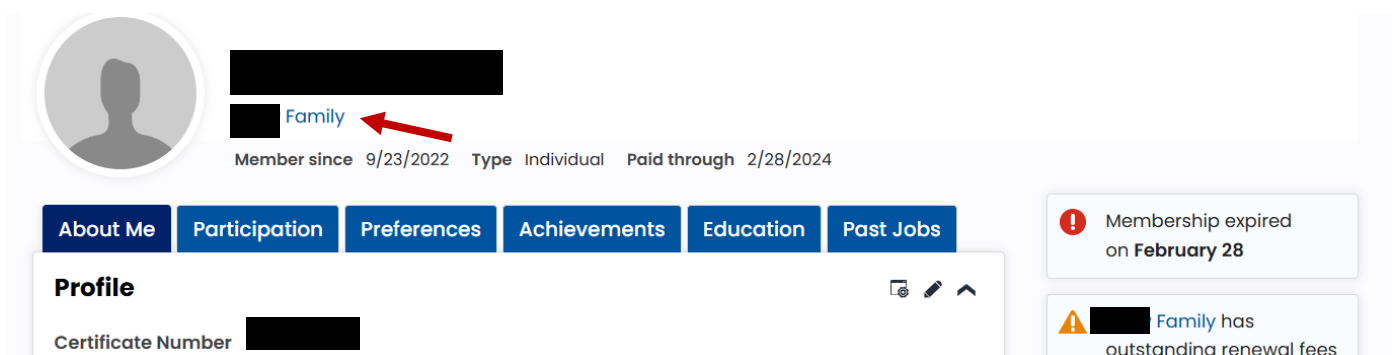 Family
Member since 9/23/2022 Type Individual Paid through 2/28/2024
About Me Participation Preferences Achievements Education Past Jobs
Profile
Certificate Number
Membership expired
on February 28
Family has
outstanding renewal fees